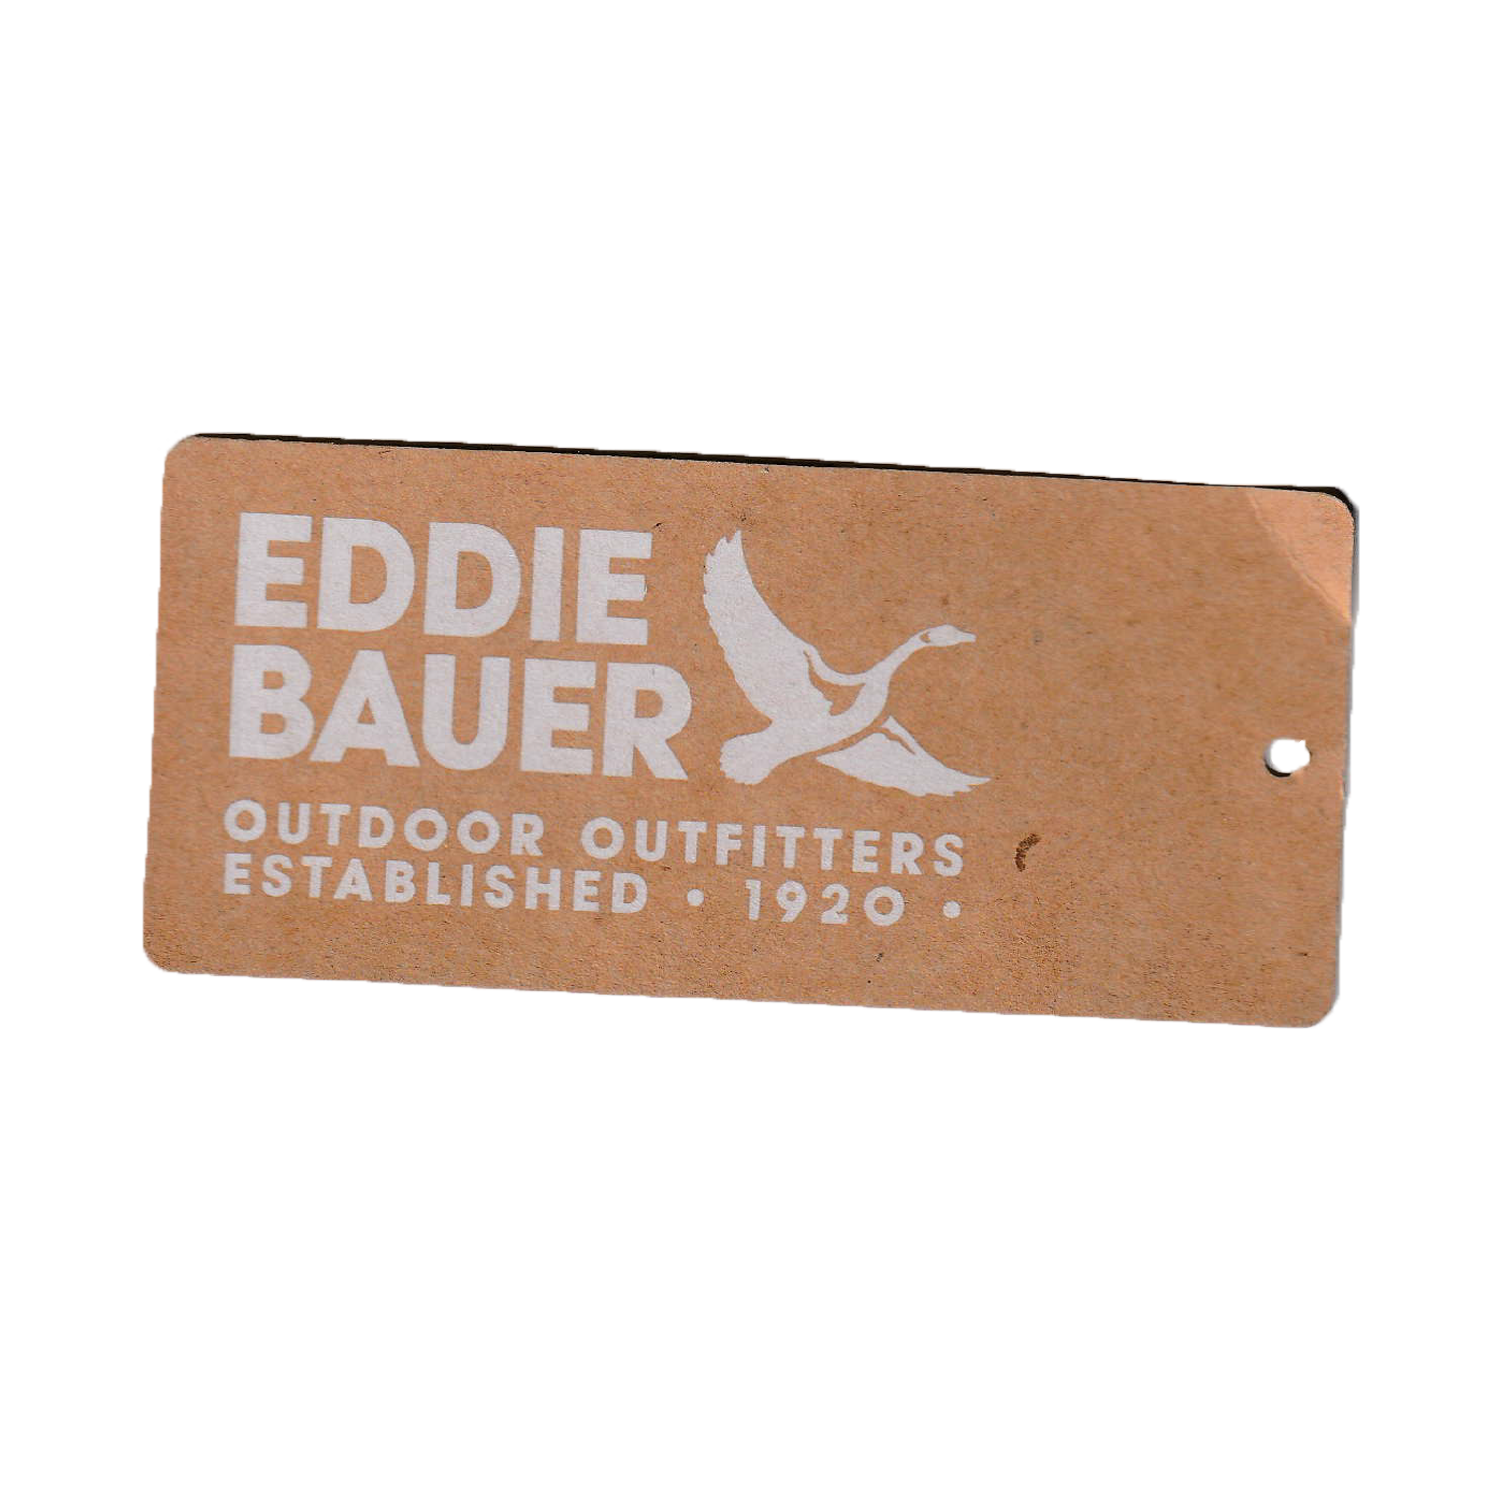 EDDIE
BAUER
OUTDOOR OUTFITTERS
ESTABLISHED • 1920 •